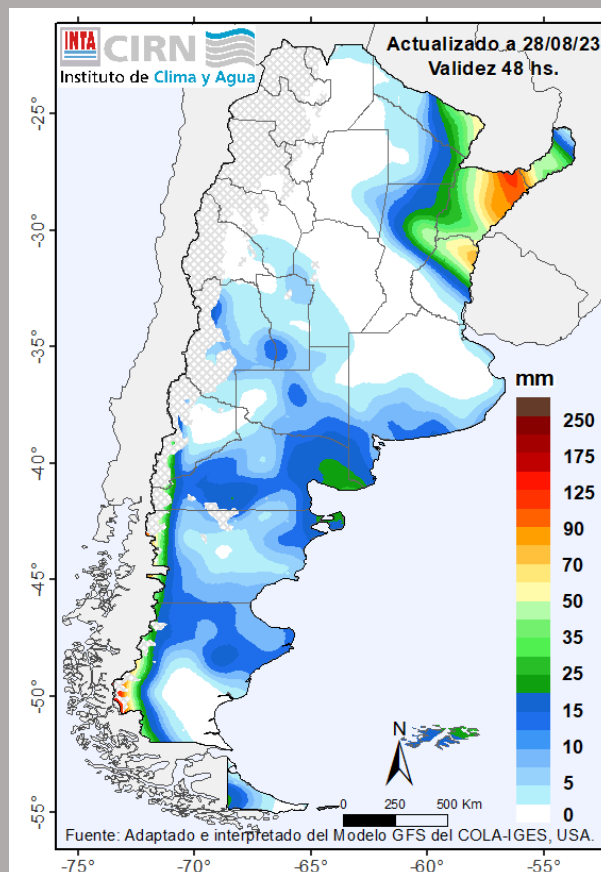 INTA CIRN
Instituto de Clima y Agua
Actualizado a 28/08/23
Validez 48 hs.
-25°
-30°
-35°
-40°
-45°
-50°
-55°
mm
250
175
125
90
70
50
35
25
15
10
5
0
N
0 250 500 Km
Fuente: Adaptado e interpretado del Modelo GFS del COLA-IGES, USA.
-75° -70° -65° -60° -55°